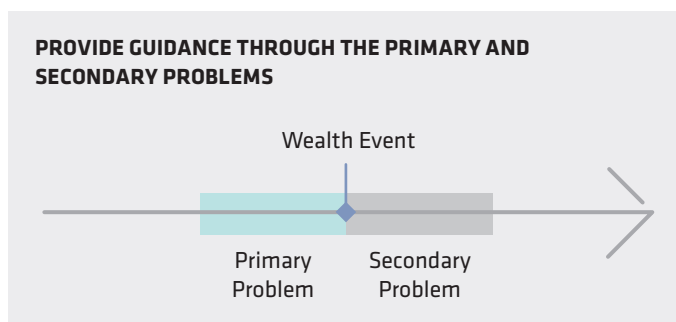 PROVIDE GUIDANCE THROUGH THE PRIMARY AND
SECONDARY PROBLEMS
Wealth Event
Primary
Problem
Secondary
Problem